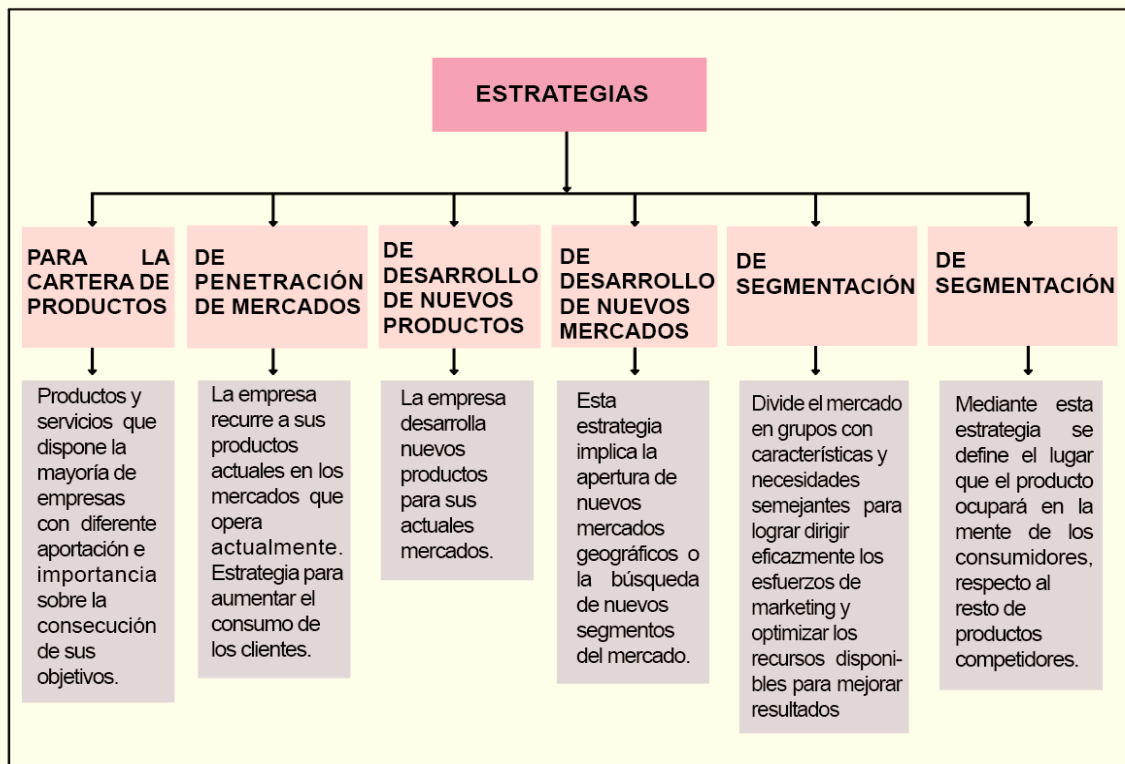 ESTRATEGIAS
PARA LA
CARTERA DE
PRODUCTOS
DE
PENETRACIÓN
DE MERCADOS
DE
DESARROLLO
DE NUEVOS
PRODUCTOS
DE
DESARROLLO
DE NUEVOS
MERCADOS
DE
SEGMENTACIÓN
DE
SEGMENTACIÓN
Productos y
servicios que
dispone la
mayoría de
empresas
con diferente
aportación e
importancia
sobre la
consecución
de sus
objetivos.
La empresa
recurre a sus
productos
actuales en los
mercados que
opera
actualmente.
Estrategia para
aumentar el
consumo de
los clientes.
La empresa
desarrolla
nuevos
productos
para sus
actuales
mercados.
Esta
estrategia
implica la
apertura de
nuevos
mercados
geográficos o
la búsqueda
de nuevos
segmentos
del mercado.
Divide el mercado
en grupos con
características y
necesidades
semejantes para
lograr dirigir
eficazmente los
esfuerzos de
marketing y
optimizar los
recursos disponi-
bles para mejorar
resultados
Mediante esta
estrategia se
define el lugar
que el producto
ocupará en la
mente de los
consumidores,
respecto al
resto de
productos
competidores.